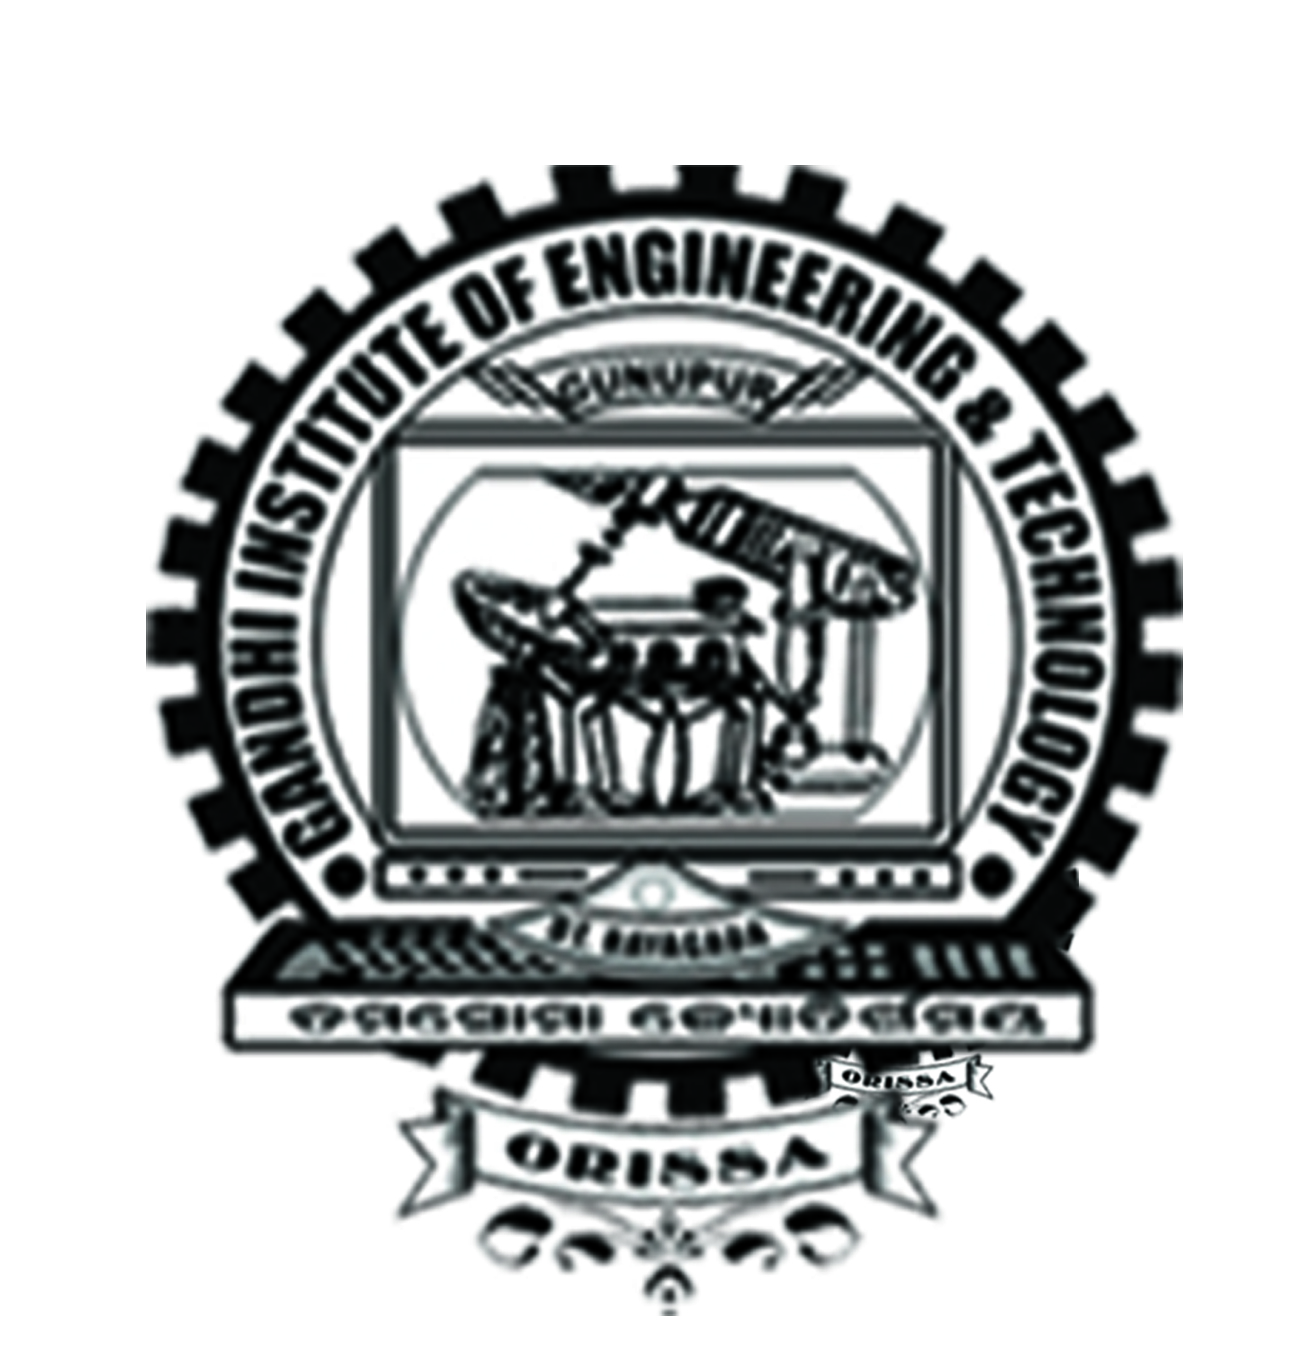 GANDHI INSTITUTE OF ENGINEERING & TECHNOLOGY
GUNUPUR
ORISSA
ORISSA